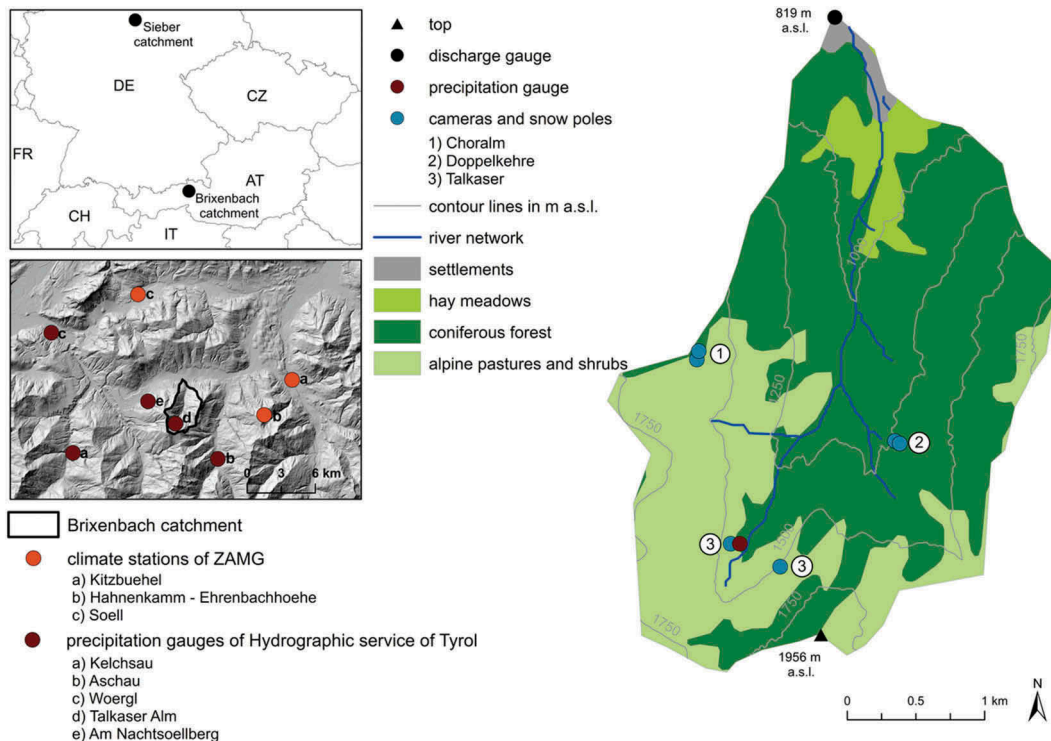 Sieber
catchment
DE
CZ
FR
AT
Brixenbach
catchment
CH
IT
c
c
a
e
d
b
a
b
0 3 6 km
Brixenbach catchment
climate stations of ZAMG
a) Kitzbuehel
b) Hahnenkamm - Ehrenbachhoehe
c) Soell
precipitation gauges of Hydrographic service of Tyrol
a) Kelchsau
b) Aschau
c) Woergl
d) Talkaser Alm
e) Am Nachtsoellberg
top
discharge gauge
precipitation gauge
cameras and snow poles
1) Choralm
2) Doppelkehre
3) Talkaser
contour lines in m a.s.l.
river network
settlements
hay meadows
coniferous forest
alpine pastures and shrubs
819 m
a.s.l.
1000
1750
1
1250
1750
2
3
1500
3
1750
1750
1956 m
a.s.l.
N
0 0.5 1 km